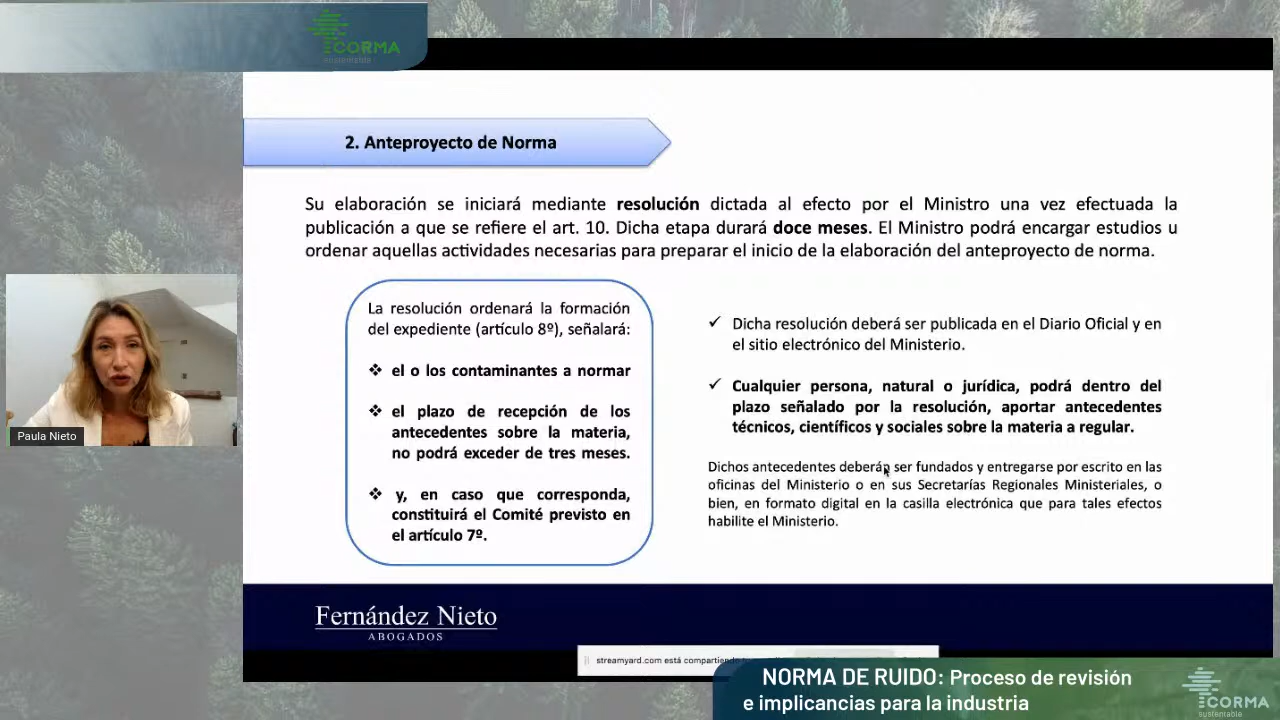 CORMA
sustentable
2. Anteproyecto de Norma
Su elaboración se iniciará mediante resolución dictada al efecto por el Ministro una vez efectuada la
publicación a que se refiere el art. 10. Dicha etapa durará doce meses. El Ministro podrá encargar estudios u
ordenar aquellas actividades necesarias para preparar el inicio de la elaboración del anteproyecto de norma.
La resolución ordenará la formación
del expediente (artículo 8º), señalará:
❖ el o los contaminantes a normar
❖ el plazo de recepción de los
antecedentes sobre la materia,
no podrá exceder de tres meses.
❖ y, en caso que corresponda,
constituirá el Comité previsto en
el artículo 7º.
✓ Dicha resolución deberá ser publicada en el Diario Oficial y en
el sitio electrónico del Ministerio.
✓ Cualquier persona, natural o jurídica, podrá dentro del
plazo señalado por la resolución, aportar antecedentes
técnicos, científicos y sociales sobre la materia a regular.
Dichos antecedentes deberán ser fundados y entregarse por escrito en las
oficinas del Ministerio o en sus Secretarías Regionales Ministeriales, o
bien, en formato digital en la casilla electrónica que para tales efectos
habilite el Ministerio.
Paula Nieto
Fernández Nieto
ABOGADOS
streamyard.com está compartiendo
NORMA DE RUIDO: Proceso de revisión
e implicancias para la industria
CORMA
sustentable